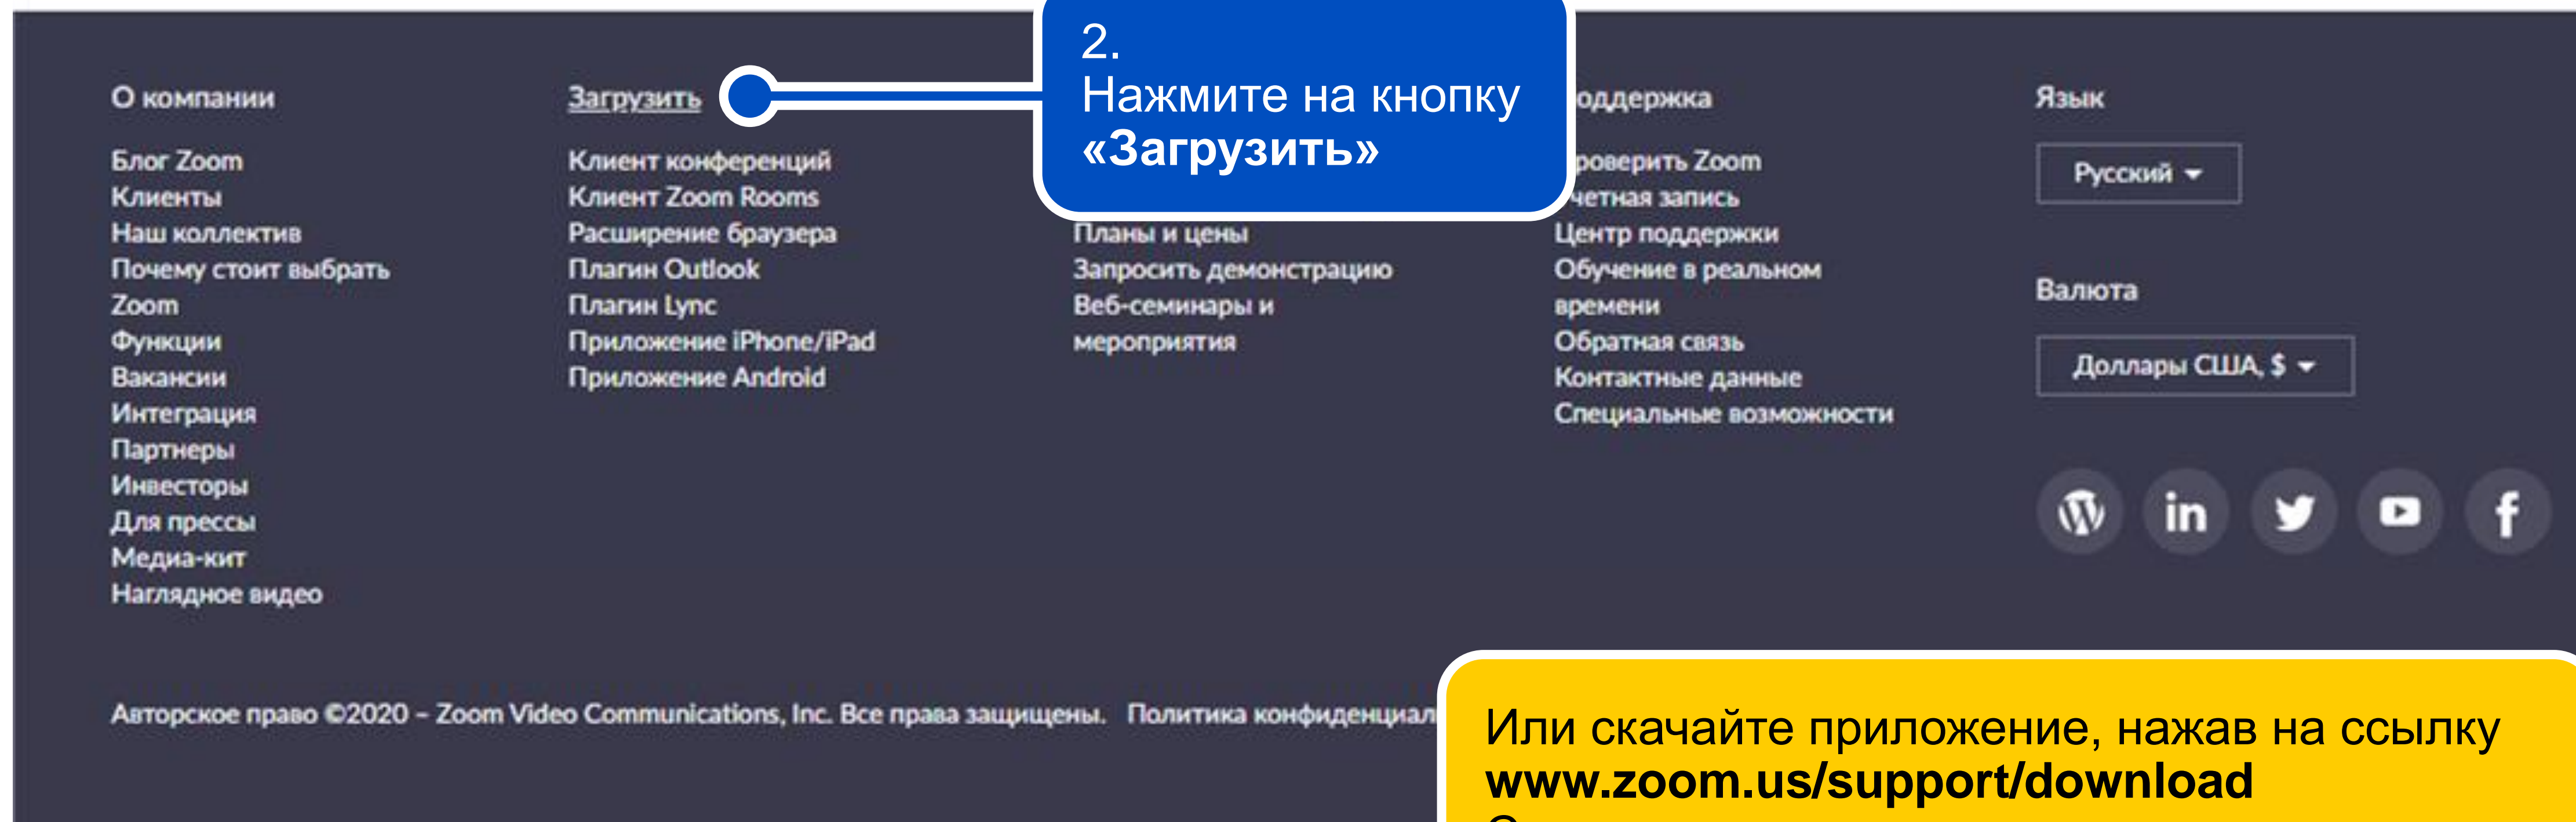 2.
Нажмите на кнопку
«Загрузить»
О компании
Блог Zoom
Клиенты
Наш коллектив
Почему стоит выбрать
Zoom
Функции
Вакансии
Интеграция
Партнеры
Инвесторы
Для прессы
Медиа-кит
Наглядное видео
Загрузить
Клиент конференций
Клиент Zoom Rooms
Расширение браузера
Плагин Outlook
Плагин Lync
Приложение iPhone/iPad
Приложение Android
Планы и цены
Запросить демонстрацию
Веб-семинары и
мероприятия
оддержка
роверить Zoom
четная запись
Центр поддержки
Обучение в реальном
времени
Обратная связь
Контактные данные
Специальные возможности
Язык
Русский
Валюта
Доллары США, $
in
f
Авторское право ©2020 – Zoom Video Communications, Inc. Все права защищены. Политика конфиденциал
Или скачайте приложение, нажав на ссылку
www.zoom.us/support/download